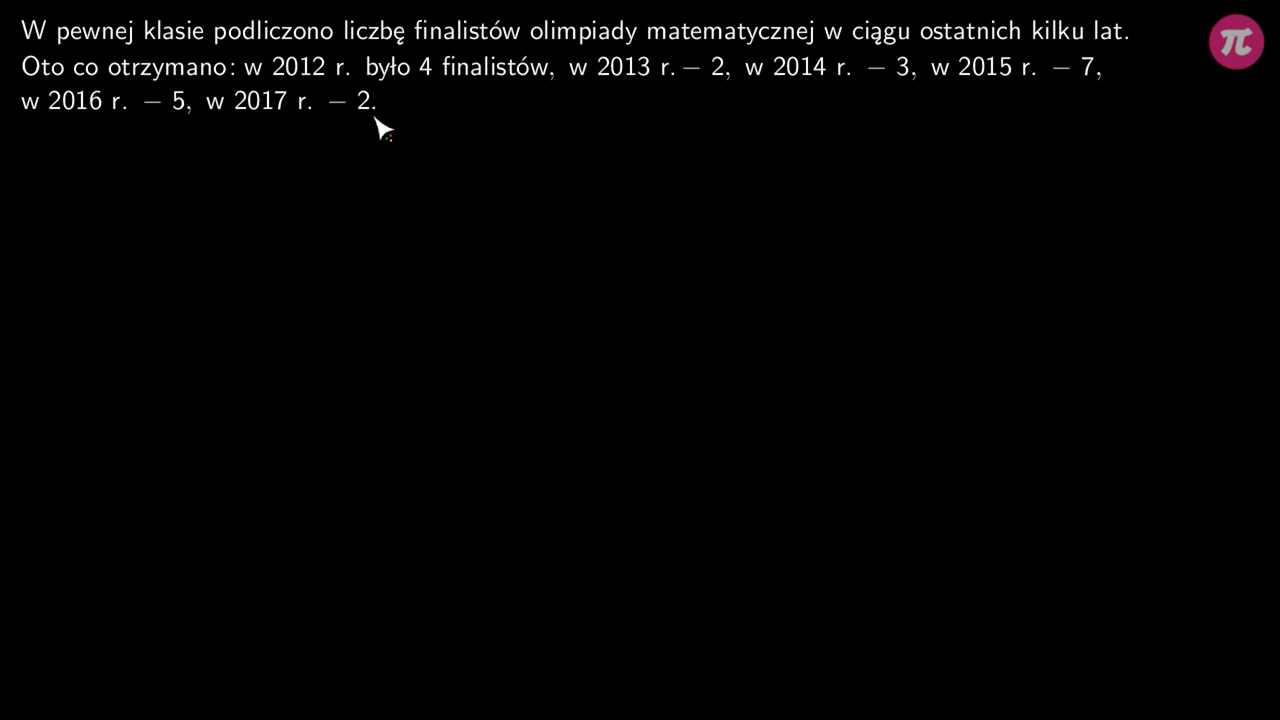 W pewnej klasie podliczono liczbę finalistów olimpiady matematycznej w ciągu ostatnich kilku lat.
Oto co otrzymano: w 2012 r. było 4 finalistów, w 2013 r. – 2, w 2014 r. – 3, w 2015 r. – 7,
w 2016 r. – 5, w 2017 r. – 2.
π